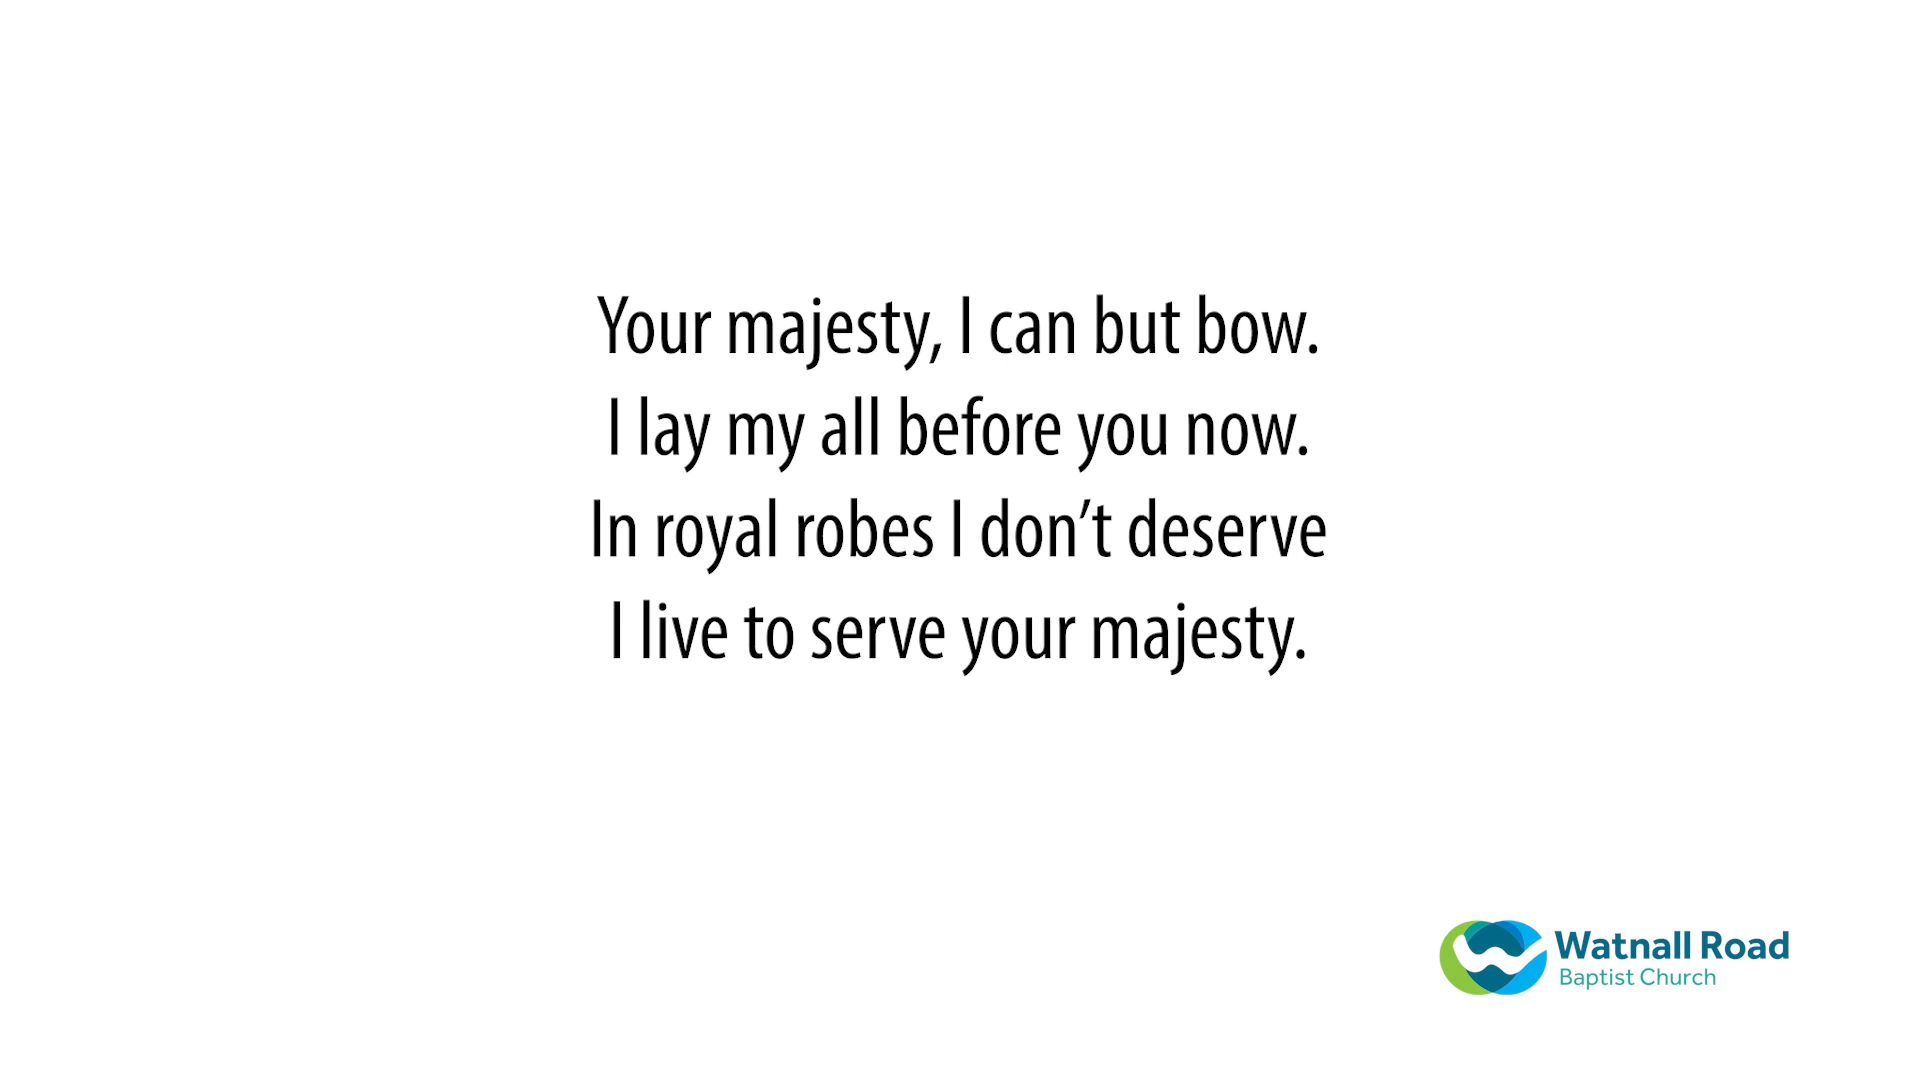 Your majesty, I can but bow.
I lay my all before you now.
In royal robes I don’t deserve
I live to serve your majesty.
Watnall Road
Baptist Church